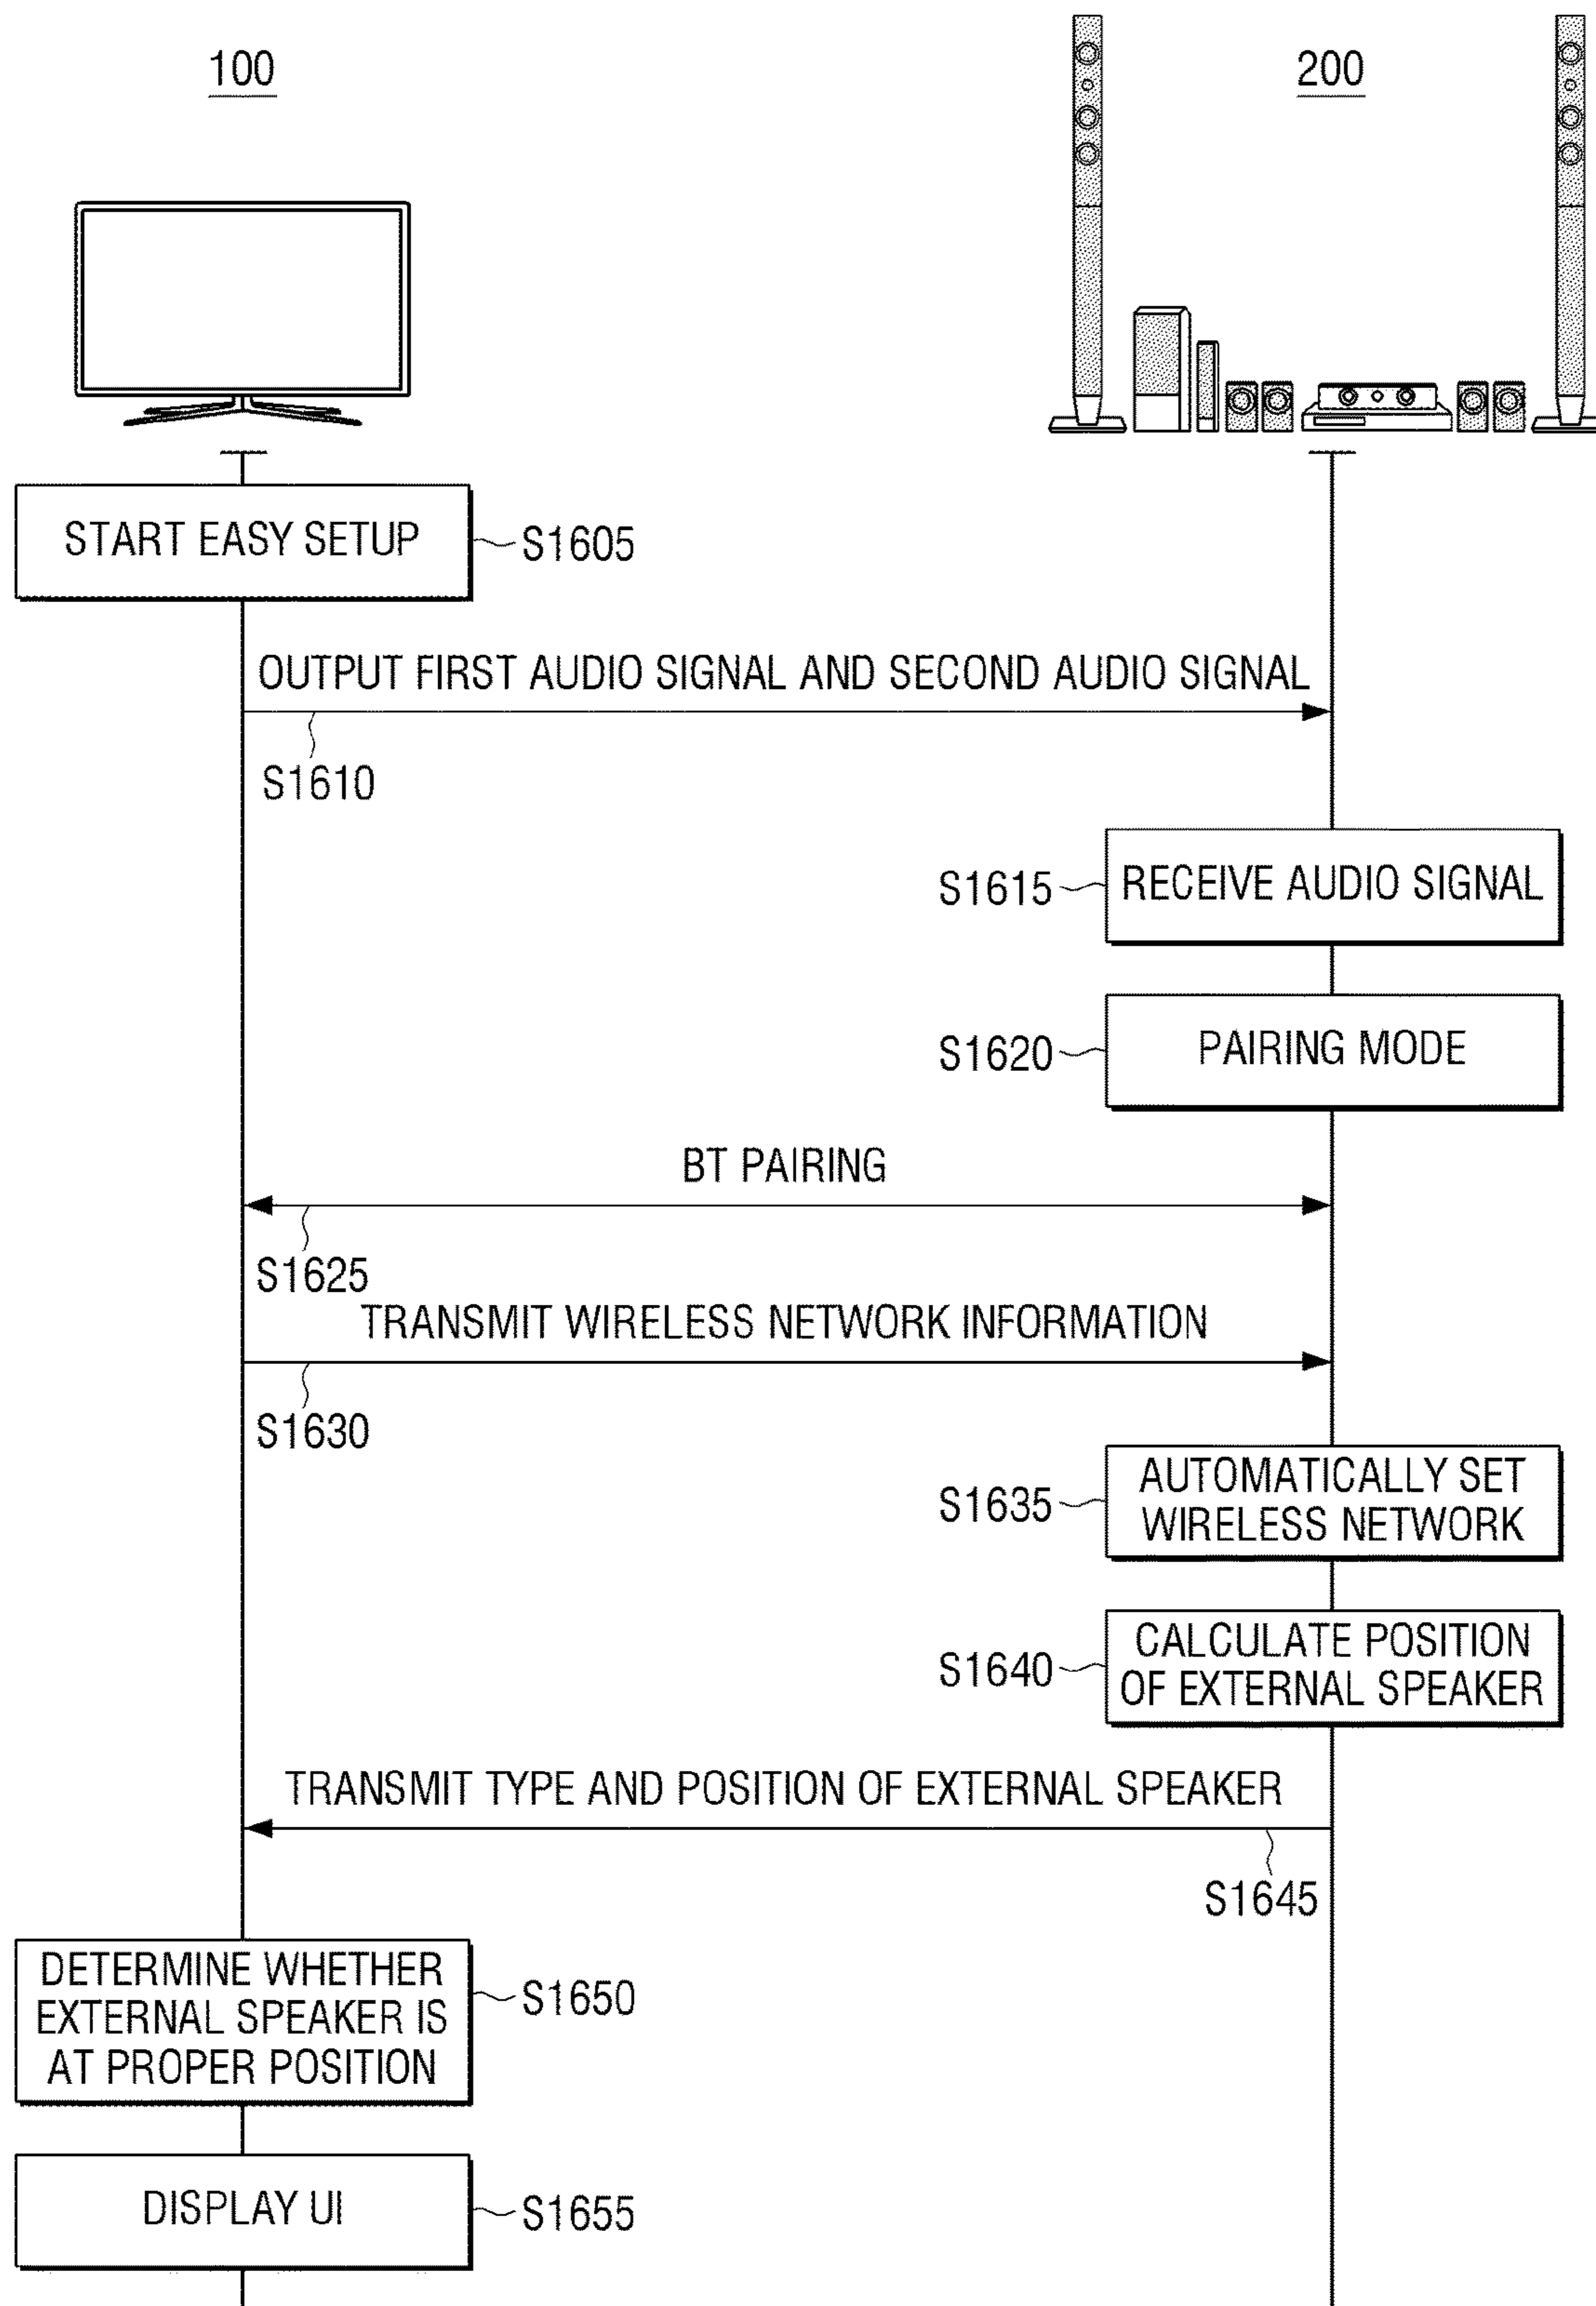 100
200
START EASY SETUP
S1605
OUTPUT FIRST AUDIO SIGNAL AND SECOND AUDIO SIGNAL
S1610
S1615
RECEIVE AUDIO SIGNAL
S1620
PAIRING MODE
BT PAIRING
S1625
TRANSMIT WIRELESS NETWORK INFORMATION
S1630
S1635
AUTOMATICALLY SET
WIRELESS NETWORK
S1640
CALCULATE POSITION
OF EXTERNAL SPEAKER
TRANSMIT TYPE AND POSITION OF EXTERNAL SPEAKER
S1645
DETERMINE WHETHER
EXTERNAL SPEAKER IS
AT PROPER POSITION
S1650
DISPLAY UI
S1655